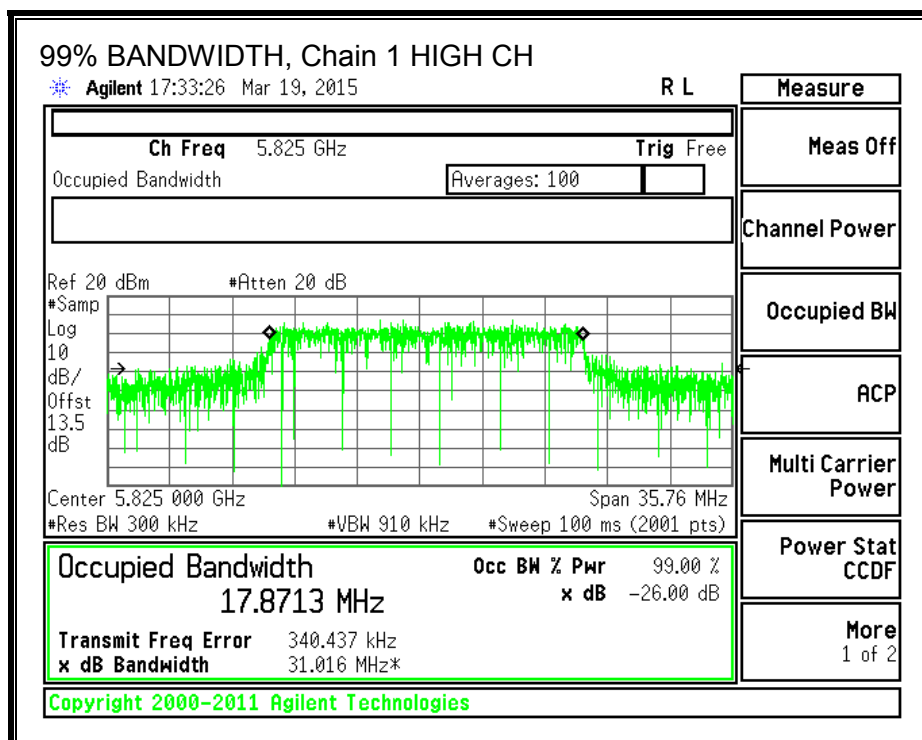 99% BANDWIDTH, Chain 1 HIGH CH
Agilent 17:33:26 Mar 19, 2015 R L
Measure
Ch Freq 5.825 GHz Trig Free
Meas Off
Occupied Bandwidth Averages: 100
Channel Power
Ref 20 dBm #Atten 20 dB
#Samp
Log
10
dB/
Offst
13.5
dB
Occupied BW
ACP
Multi Carrier
Power
Center 5.825 000 GHz Span 35.76 MHz
#Res BW 300 kHz #VBW 910 kHz #Sweep 100 ms (2001 pts)
Power Stat
CCDF
Occupied Bandwidth Occ BW % Pwr 99.00 %
17.8713 MHz x dB -26.00 dB
Transmit Freq Error 340.437 kHz
x dB Bandwidth 31.016 MHz*
More
1 of 2
Copyright 2000-2011 Agilent Technologies